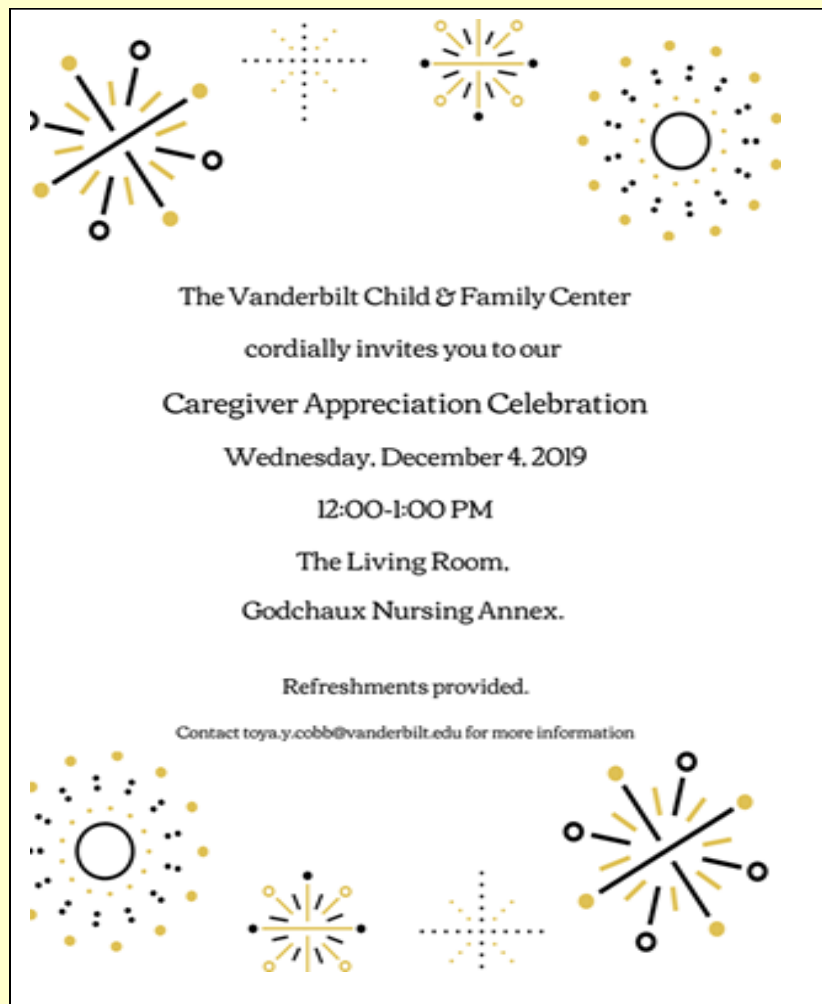 The Vanderbilt Child & Family Center
cordially invites you to our
Caregiver Appreciation Celebration
Wednesday, December 4, 2019
12:00-1:00 PM
The Living Room,
Godchaux Nursing Annex.
Refreshments provided.
Contact toya.y.cobb@vanderbilt.edu for more information